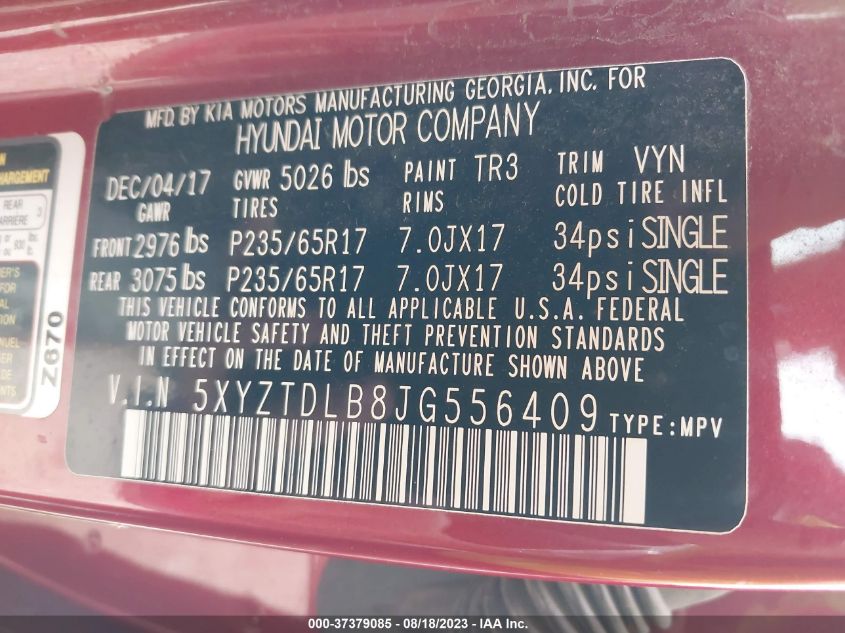 MFD. BY KIA MOTORS MANUFACTURING GEORGIA, INC. FOR
HYUNDAI MOTOR COMPANY
DEC/04/17 GVWR 5026 lbs PAINT TR3 TRIM VYN
GAWR TIRES RIMS COLD TIRE INFL
FRONT 2976 lbs P235/65R17 7.0JX17 34psi SINGLE
REAR 3075 lbs P235/65R17 7.0JX17 34psi SINGLE
THIS VEHICLE CONFORMS TO ALL APPLICABLE U.S.A. FEDERAL
MOTOR VEHICLE SAFETY AND THEFT PREVENTION STANDARDS
IN EFFECT ON THE DATE OF MANUFACTURE SHOWN ABOVE
V.I.N 5XYZTDLB8JG556409 TYPE:MPV
REAR
3
lbs.
Z670
000-37379085 - 08/18/2023 - IAA Inc.